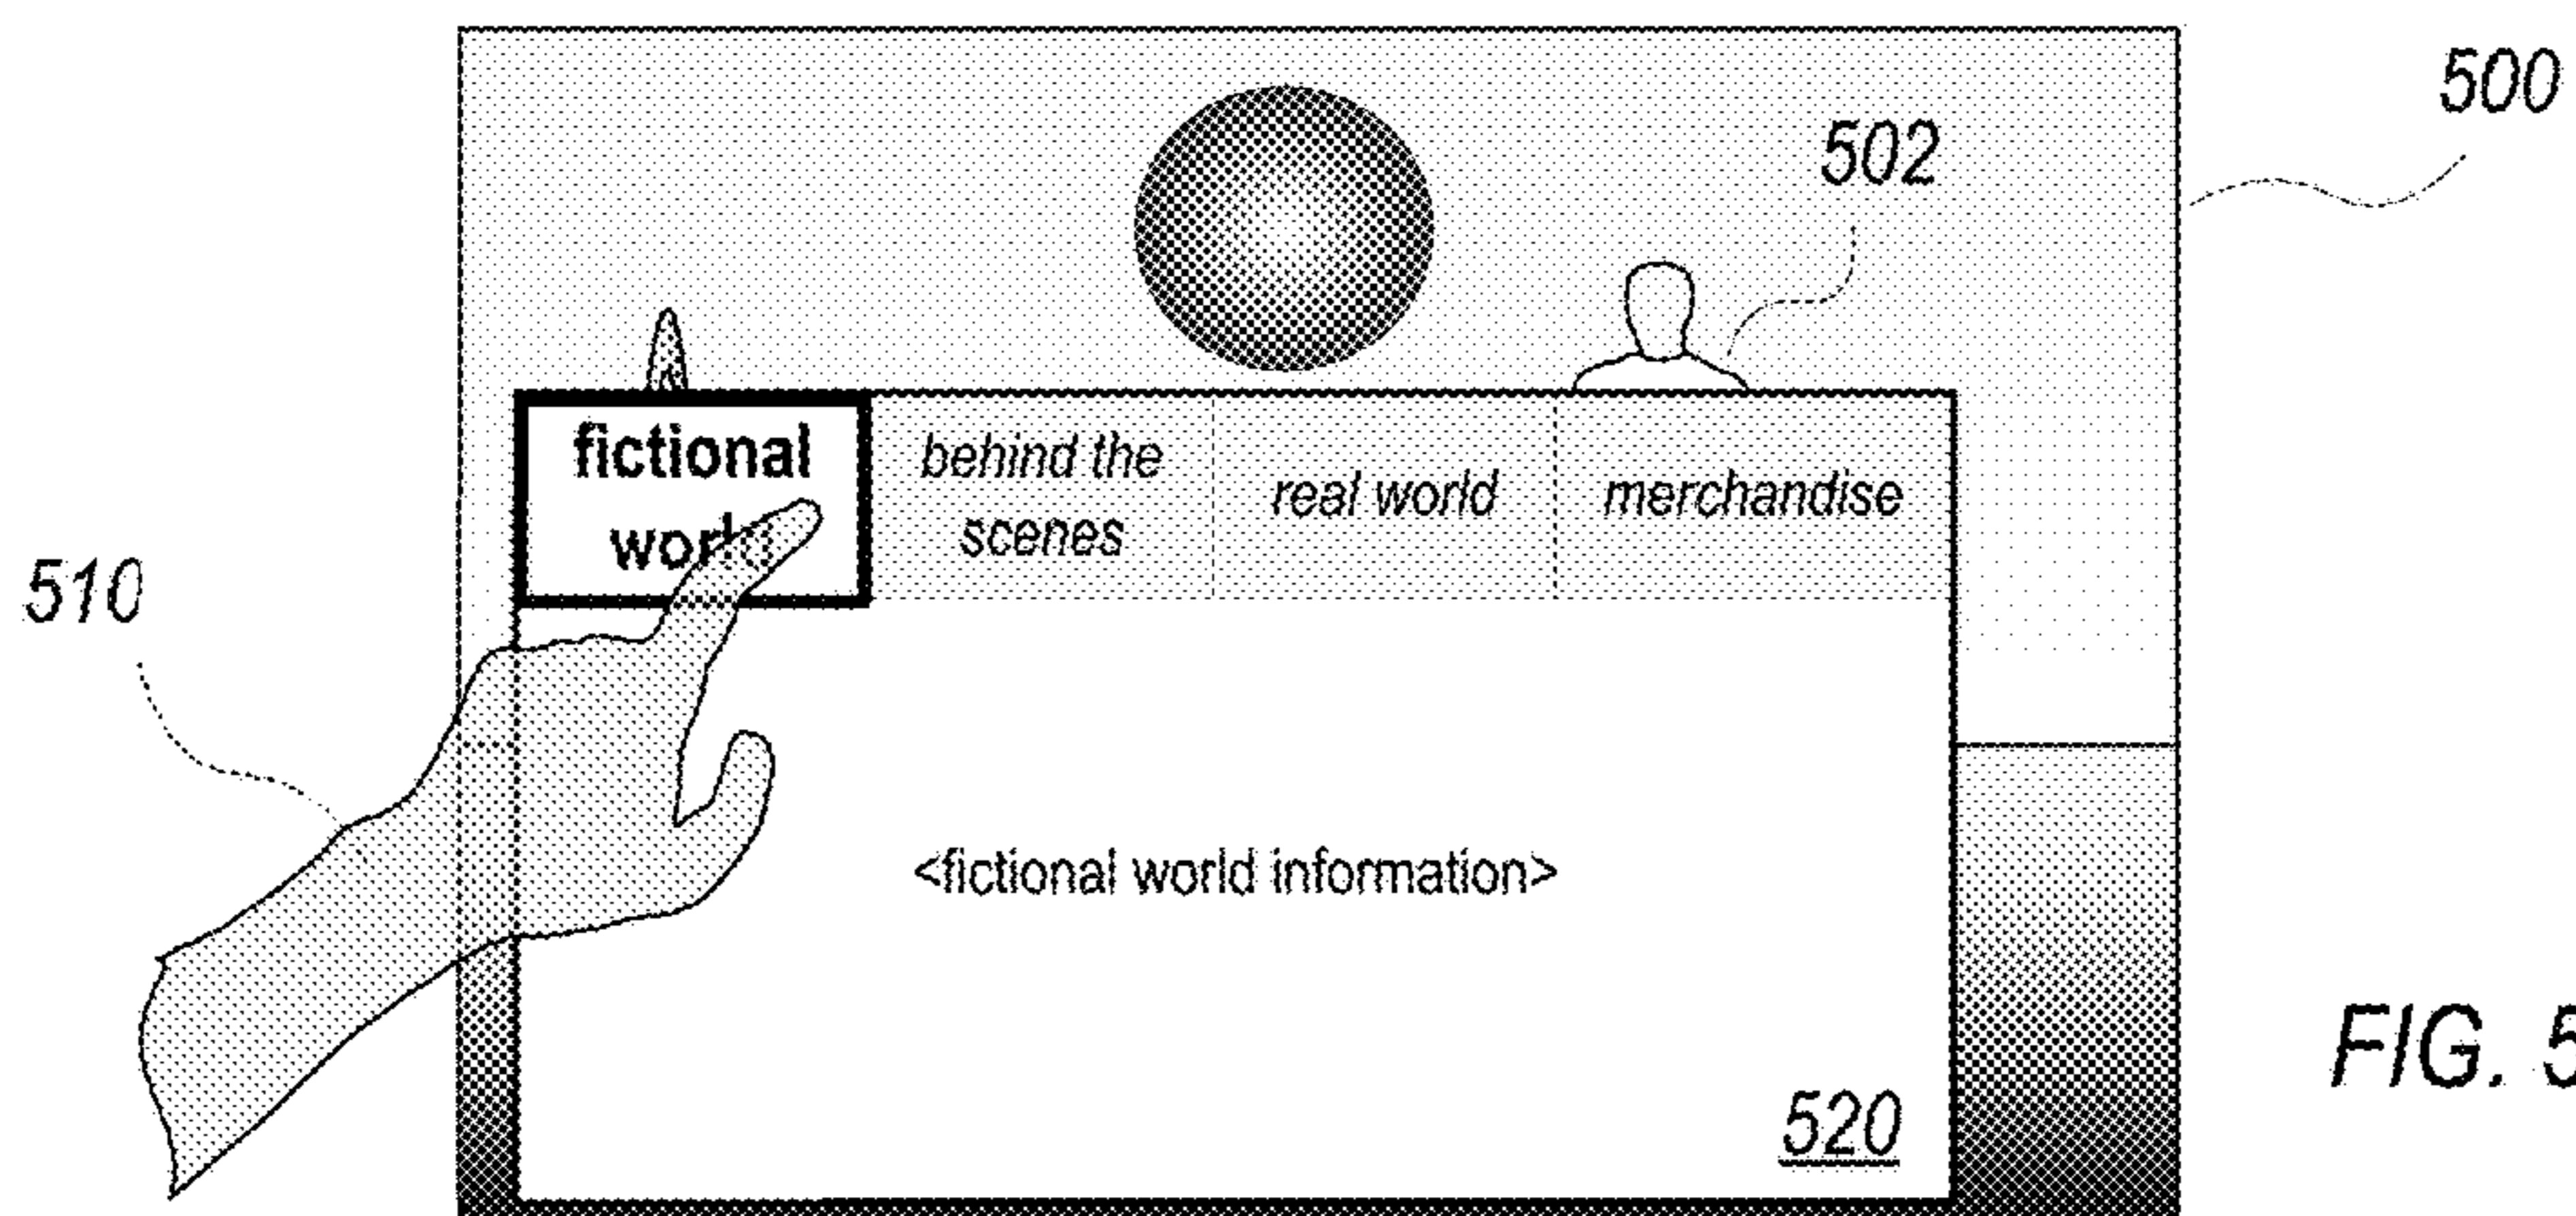 500
502
fictional
world
behind the
scenes
real world
merchandise
510
<fictional world information>
520
FIG. 5